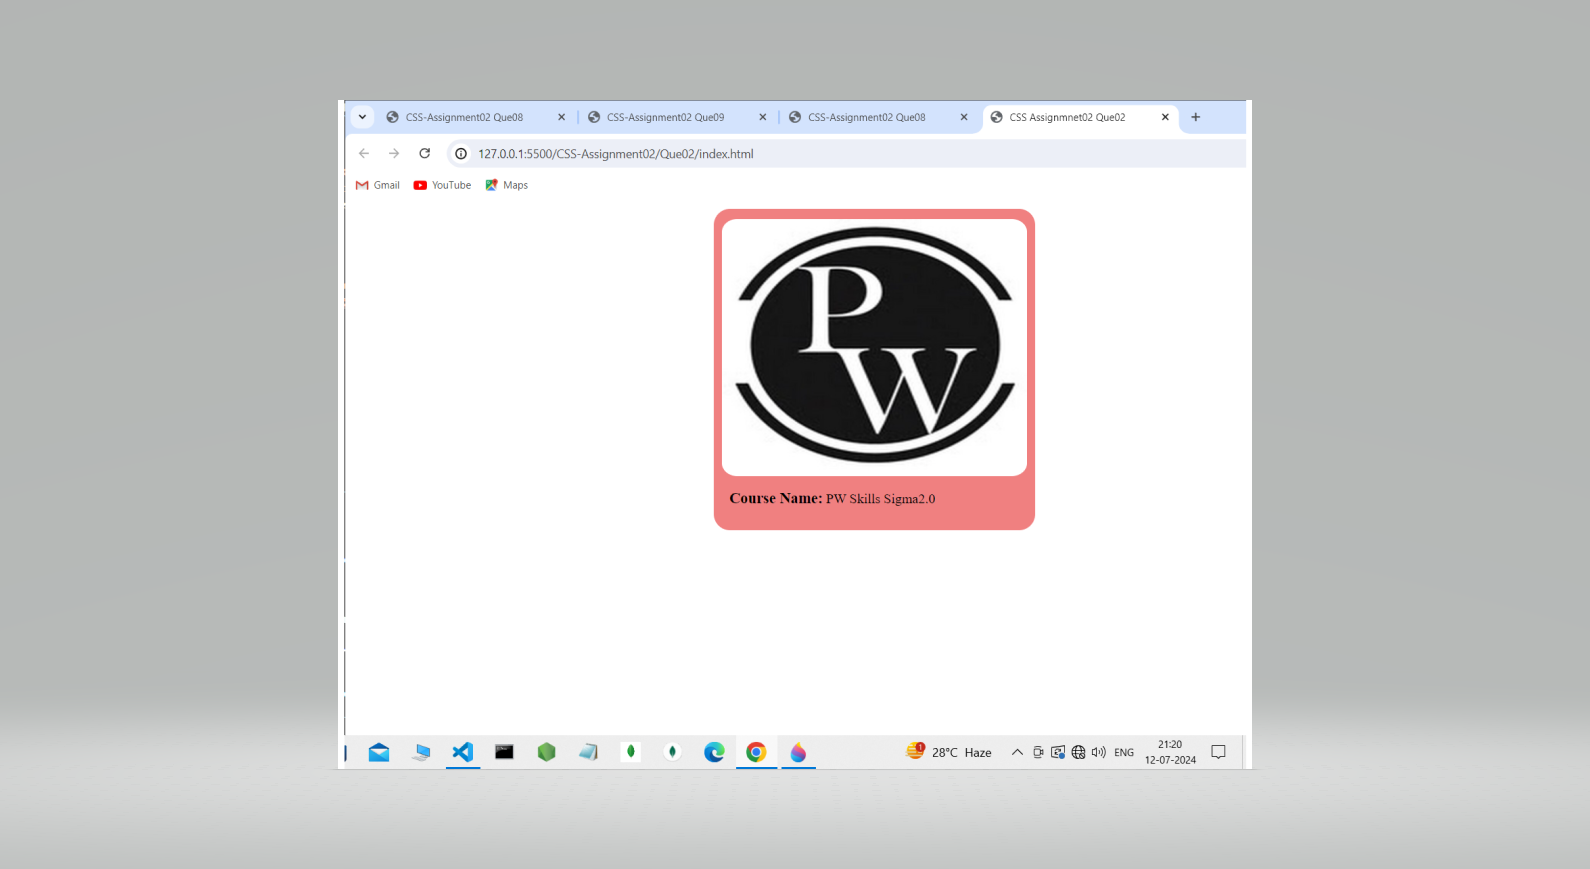 CSS-Assignment02 Que08
CSS-Assignment02 Que09
CSS-Assignment02 Que08
CSS Assignmnet02 Que02
127.0.0.1:5500/CSS-Assignment02/Que02/index.html
Gmail
YouTube
Maps
P
W
Course Name: PW Skills Sigma2.0
1
28°C Haze
ENG
21:20
12-07-2024